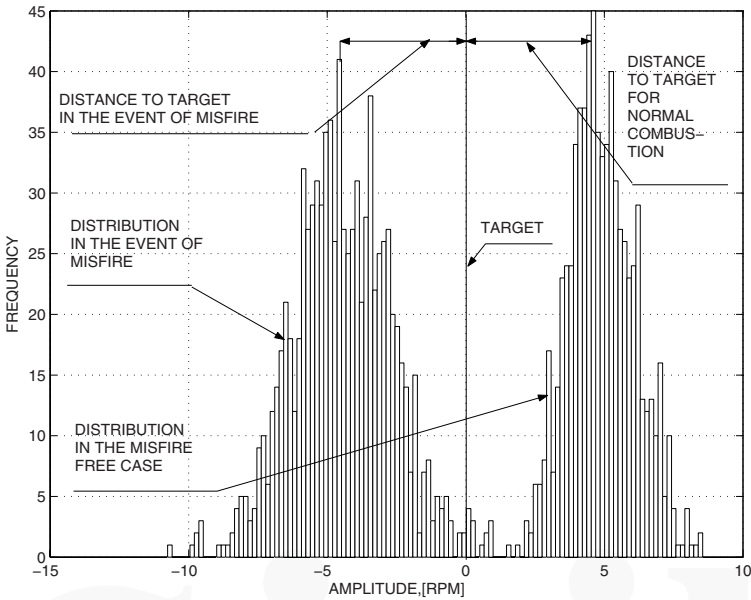 45
40
35
30
25
20
15
10
5
0
FREQUENCY
DISTANCE TO TARGET
IN THE EVENT OF MISFIRE
DISTANCE
TO TARGET
FOR
NORMAL
COMBUS–
TION
DISTRIBUTION
IN THE EVENT OF
MISFIRE
TARGET
DISTRIBUTION
IN THE MISFIRE
FREE CASE
−15
−10
−5
0
5
10
AMPLITUDE,[RPM]